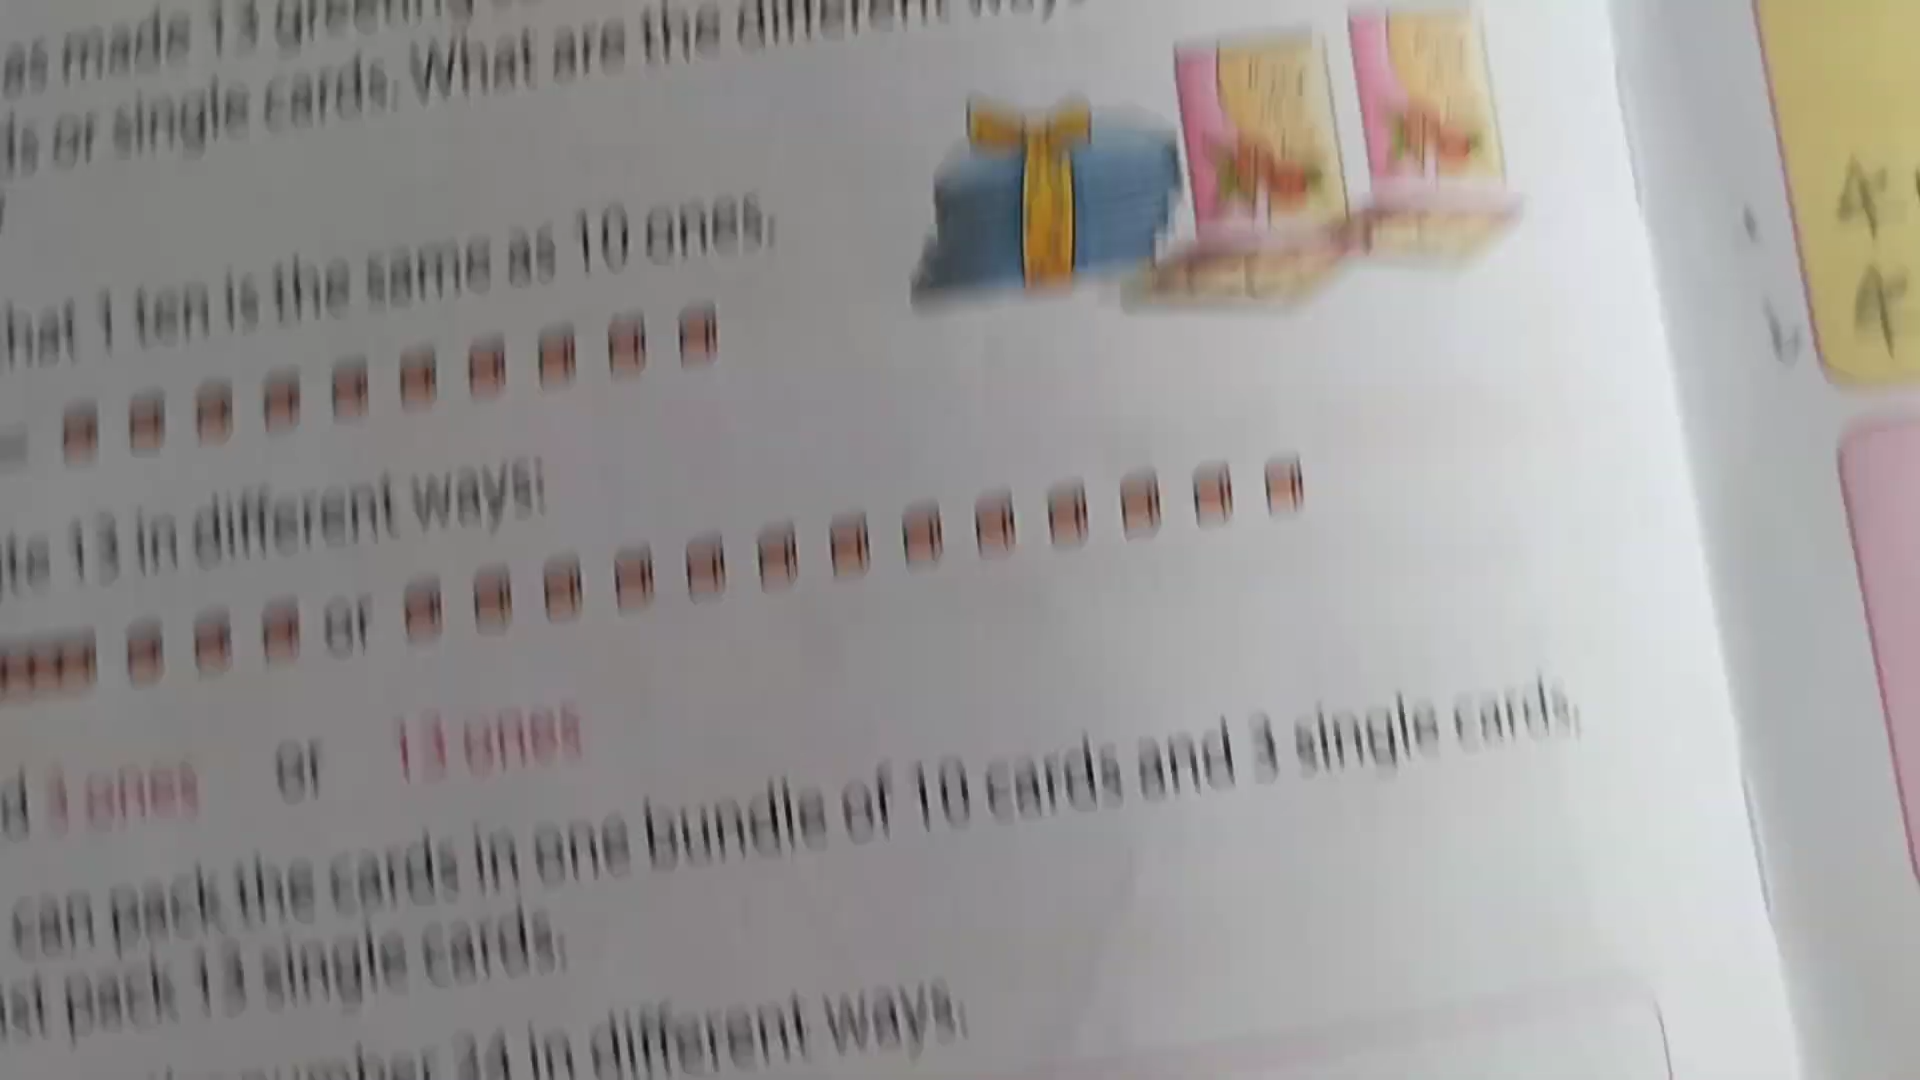 as made 13 greeting
ds or single cards. What are the different ways
hat 1 ten is the same as 10 ones.
=
te 13 in different ways:
or
d 3 ones or 13 ones
can pack the cards in one bundle of 10 cards and 3 single cards.
st pack 13 single cards.
number 34 in different ways.